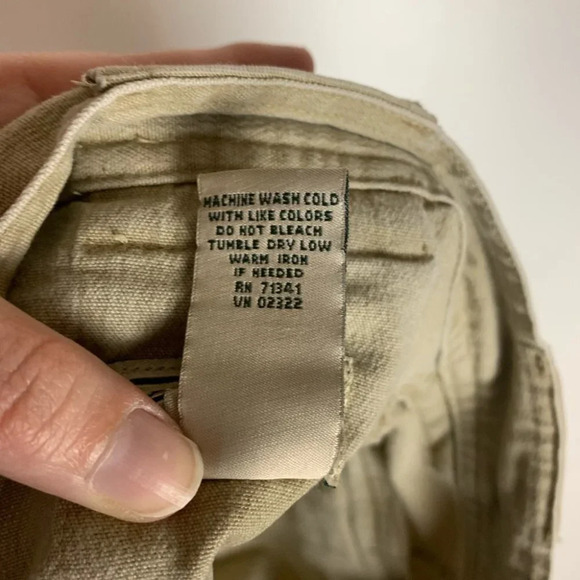 MACHINE WASH COLD
WITH LIKE COLORS
DO NOT BLEACH
TUMBLE DRY LOW
WARM IRON
IF NEEDED
RN 71341
VN 02322